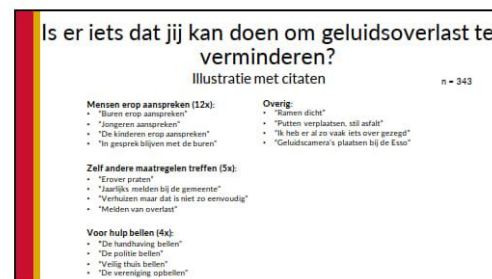 Is er iets dat jij kan doen om geluidsoverlast te
verminderen?
Illustratie met citaten
n = 343
Mensen erop aanspreken (12x):
• "Buren erop aanspreken"
• "Jongeren aanspreken"
• "De kinderen erop aanspreken"
• "In gesprek blijven met de buren"
Zelf andere maatregelen treffen (5x):
• "Erover praten"
• "Jaarlijks melden bij de gemeente"
• "Verhuizen maar dat is niet zo eenvoudig"
• "Melden van overlast"
Voor hulp bellen (4x):
• "De handhaving bellen"
• "De politie bellen"
• "Veilig thuis bellen"
• "De vereniging opbellen"
Overig:
• "Ramen dicht"
• "Putten verplaatsen, stil asfalt"
• "Ik heb er al zo vaak iets over gezegd"
• "Geluidscamera's plaatsen bij de Esso"